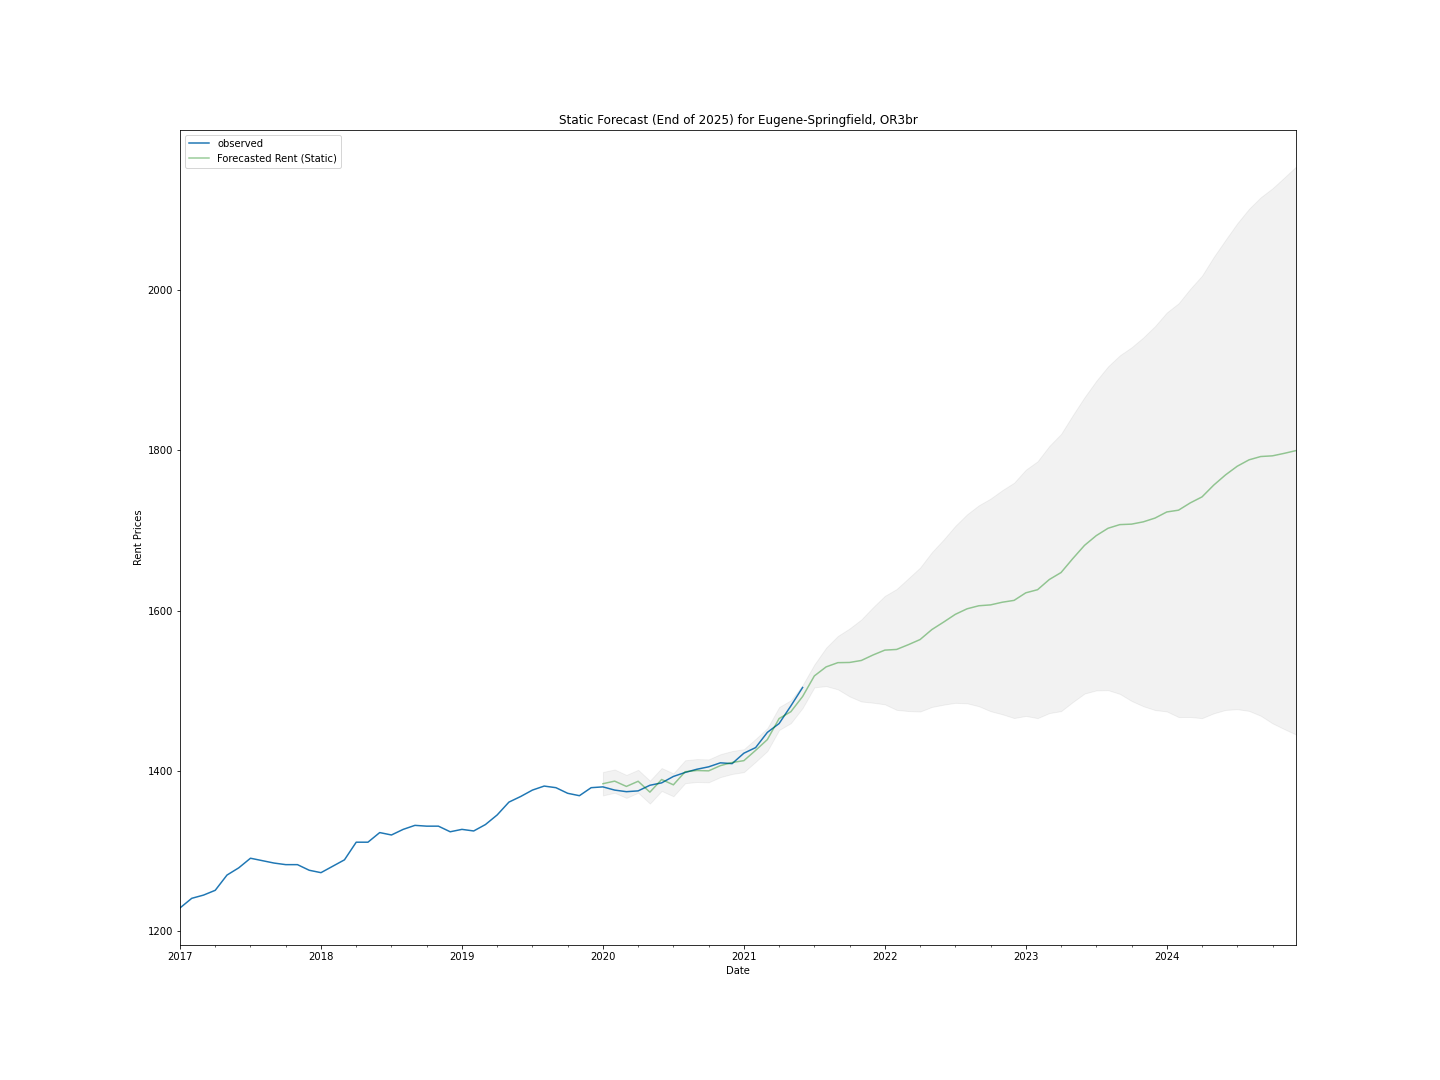 Static Forecast (End of 2025) for Eugene-Springfield, OR3br
observed
Forecasted Rent (Static)
2000
1800
1600
1400
1200
Rent Prices
2017 2018 2019 2020 2021 2022 2023 2024
Date